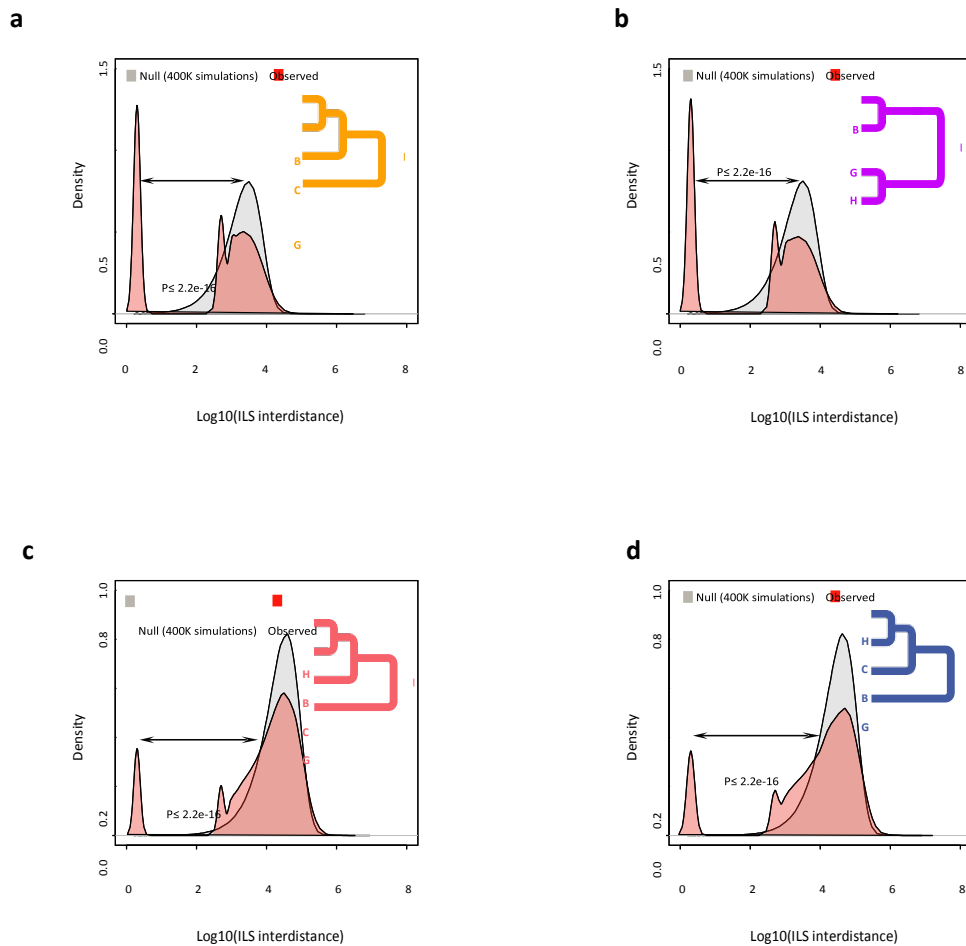 a
1.5
Null (400K simulations) Observed
B
C
G
I
P≤ 2.2e-16
0.5
0.0
Density
0 2 4 6 8
Log10(ILS interdistance)
b
1.5
Null (400K simulations) Observed
B
G
H
I
P≤ 2.2e-16
0.5
0.0
Density
0 2 4 6 8
Log10(ILS interdistance)
c
1.0
0.8
Null (400K simulations) Observed
H
B
C
G
I
P≤ 2.2e-16
0.2
0.0
Density
0 2 4 6 8
Log10(ILS interdistance)
d
1.0
0.8
Null (400K simulations) Observed
H
C
B
G
P≤ 2.2e-16
0.2
0.0
Density
0 2 4 6 8
Log10(ILS interdistance)